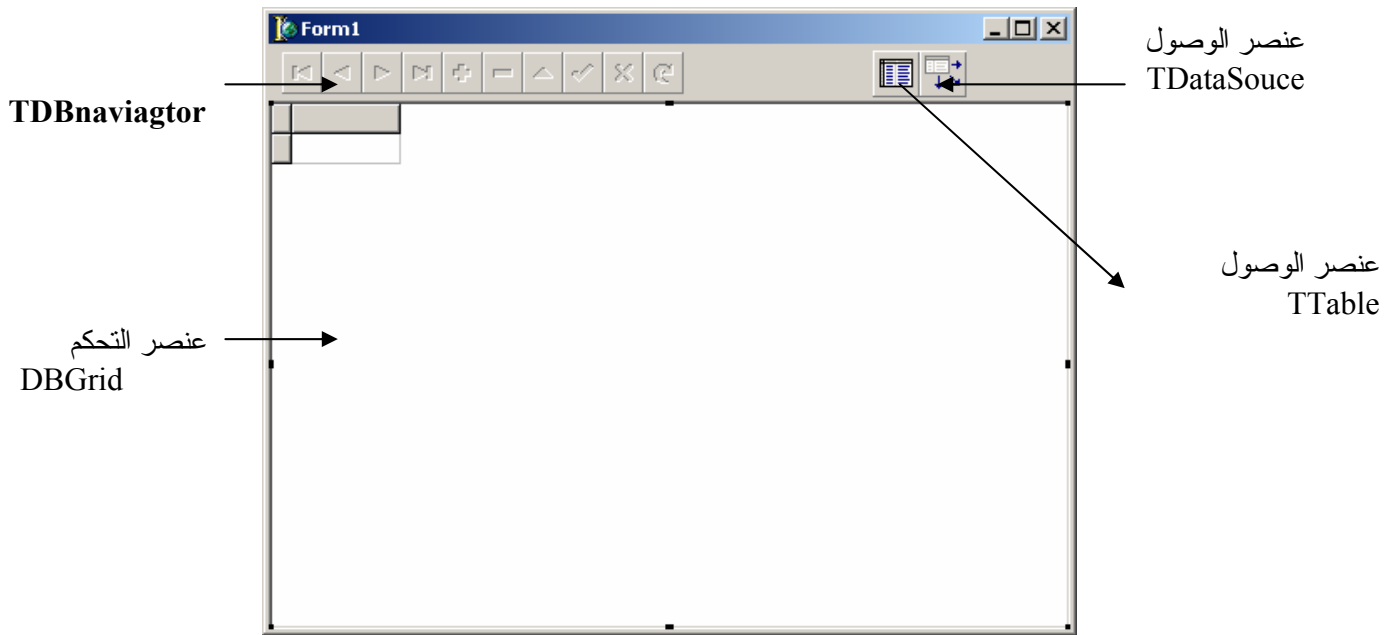 Form1
عنصر الوصول
TDataSouce
TDBnaviagtor
عنصر الوصول
TTable
عنصر التحكم
DBGrid